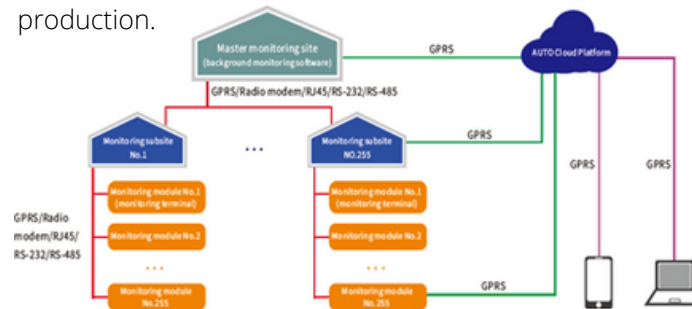 production.
Master monitoring site
(background monitoring software)
GPRS
AUTO Cloud Platform
GPRS/Radio modem/RJ45/RS-232/RS-485
Monitoring subsite
No.1
...
Monitoring subsite
NO.255
GPRS
Monitoring module No.1
(monitoring terminal)
Monitoring module No.1
(monitoring terminal)
GPRS
GPRS
GPRS/Radio
modem/RJ45/
RS-232/RS-485
Monitoring module No.2
Monitoring module No.2
...
...
GPRS
Monitoring module
No.255
Monitoring module
No.255